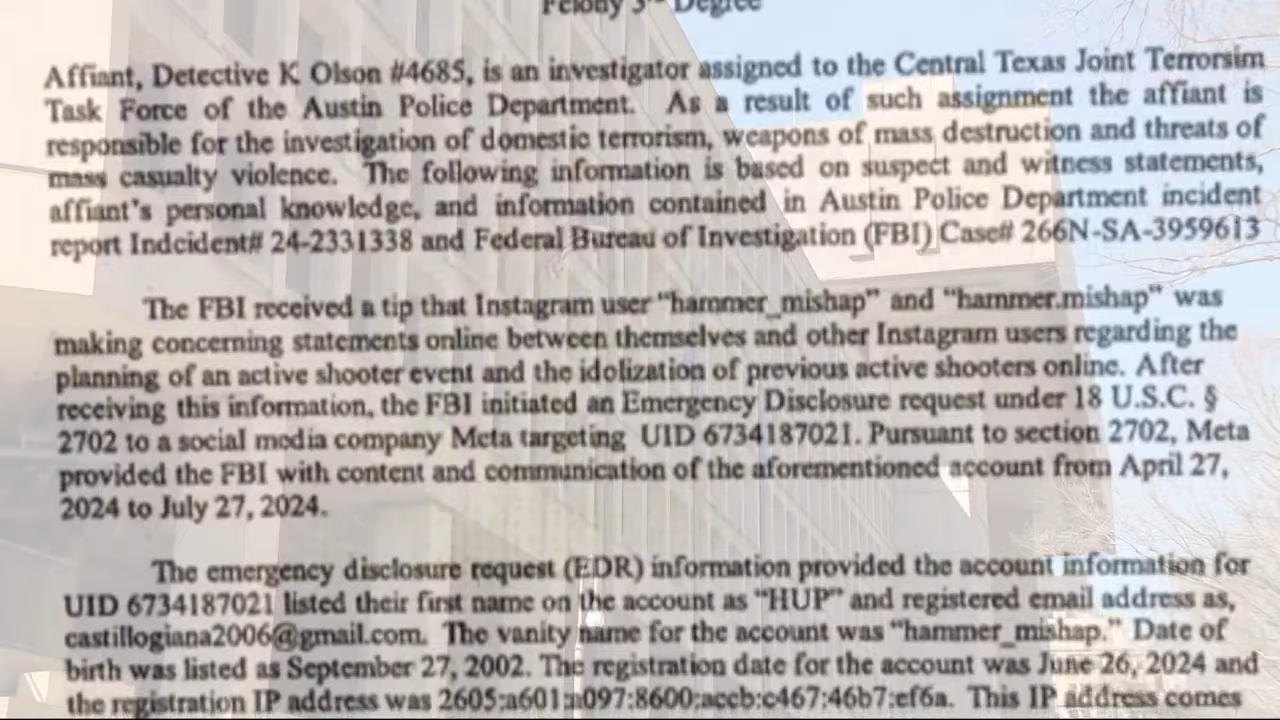 Felony 3rd Degree
Affiant, Detective K Olson #4685, is an investigator assigned to the Central Texas Joint Terrorsim
Task Force of the Austin Police Department. As a result of such assignment the affiant is
responsible for the investigation of domestic terrorism, weapons of mass destruction and threats of
mass casualty violence. The following information is based on suspect and witness statements,
affiant's personal knowledge, and information contained in Austin Police Department incident
report Indcident# 24-2331338 and Federal Bureau of Investigation (FBI) Case# 266N-SA-3959613
The FBI received a tip that Instagram user "hammer_mishap" and "hammer.mishap" was
making concerning statements online between themselves and other Instagram users regarding the
planning of an active shooter event and the idolization of previous active shooters online. After
receiving this information, the FBI initiated an Emergency Disclosure request under 18 U.S.C. §
2702 to a social media company Meta targeting UID 6734187021. Pursuant to section 2702, Meta
provided the FBI with content and communication of the aforementioned account from April 27,
2024 to July 27, 2024.
The emergency disclosure request (EDR) information provided the account information for
UID 6734187021 listed their first name on the account as "HUP" and registered email address as,
castillogiana2006@gmail.com. The vanity name for the account was "hammer_mishap." Date of
birth was listed as September 27, 2002. The registration date for the account was June 26, 2024 and
the registration IP address was 2605:a601:a097:8600:accb:c467:46b7:ef6a. This IP address comes